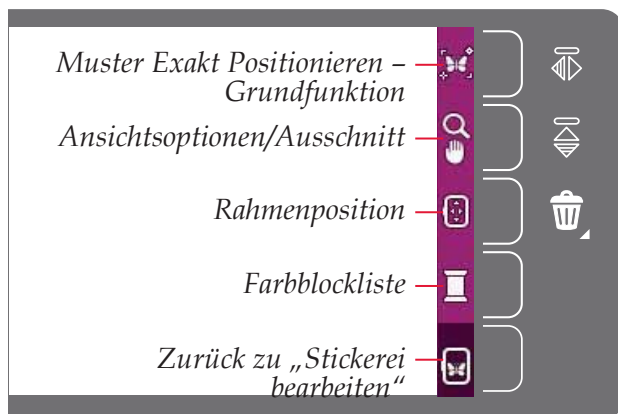 Muster Exakt Positionieren –
Grundfunktion
Ansichtsoptionen/Ausschnitt
Rahmenposition
Farbblockliste
Zurück zu „Stickerei
bearbeiten“